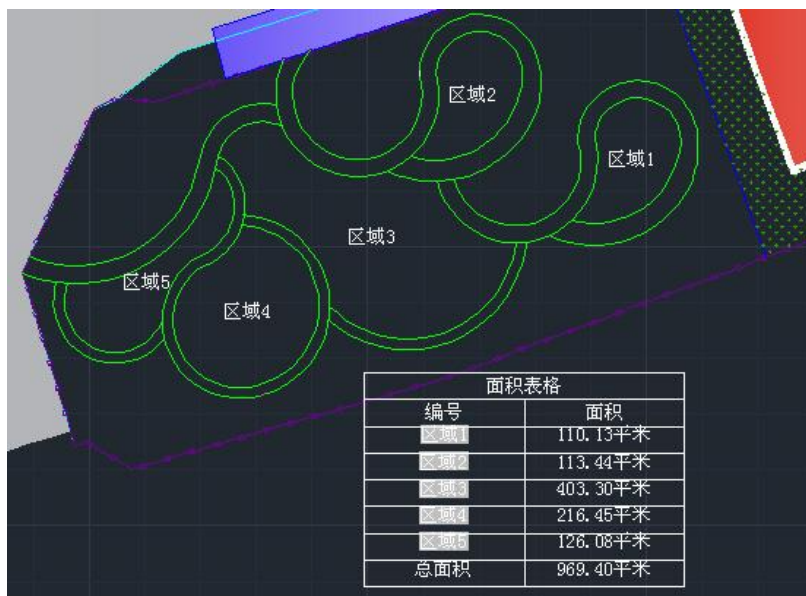 区域2
区域1
区域3
区域5
区域4
面积表格
编号 面积
区域1 110.13平米
区域2 113.44平米
区域3 403.30平米
区域4 216.45平米
区域5 126.08平米
总面积 969.40平米